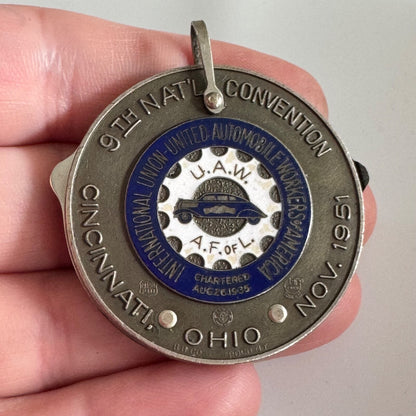 9TH NAT'L CONVENTION
INTERNATIONAL UNION-UNITED AUTOMOBILE WORKERS OF AMERICA
U.A.W.
A.F. OF L.
CHARTERED
AUG. 26 1935
CINCINNATI, OHIO NOV. 1951